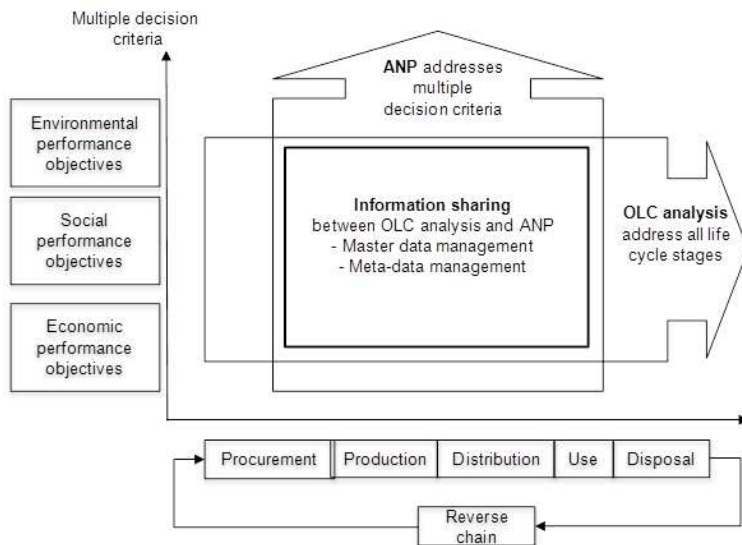 Multiple decision
criteria
ANP addresses
multiple
decision criteria
Environmental
performance
objectives
Social
performance
objectives
Economic
performance
objectives
Information sharing
between OLC analysis and ANP
- Master data management
- Meta-data management
OLC analysis
address all life
cycle stages
Procurement
Production
Distribution
Use
Disposal
Reverse
chain